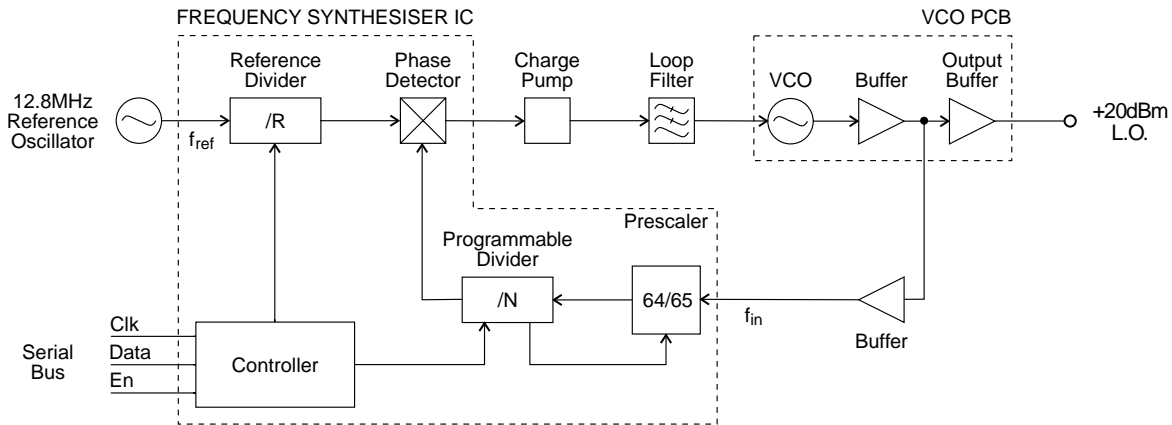 FREQUENCY SYNTHESISER IC
VCO PCB
Reference
Divider
Phase
Detector
Charge
Pump
Loop
Filter
VCO
Buffer
Output
Buffer
12.8MHz
Reference
Oscillator
fref
/R
+20dBm
L.O.
Prescaler
Programmable
Divider
/N
64/65
fin
Buffer
Serial
Bus
Clk
Data
En
Controller